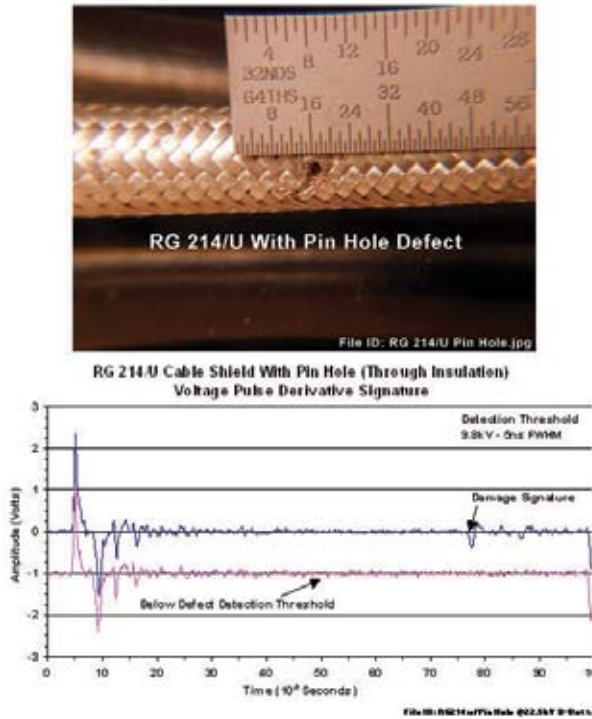 4 8 12 16 20 24 28
32NDS
64THS
8 16 24 32 40 48 56
RG 214/U With Pin Hole Defect
File ID: RG 214/U Pin Hole.jpg
RG 214/U Cable Shield With Pin Hole (Through Insulation)
Voltage Pulse Derivative Signature
Detection Threshold
5ns FWHM
Damage Signature
Below Defect Detection Threshold
Amplitude (Volts)
3
2
1
0
-1
-2
-3
0 10 20 30 40 50 60 70 80 90
Time (10⁻⁹ Seconds)